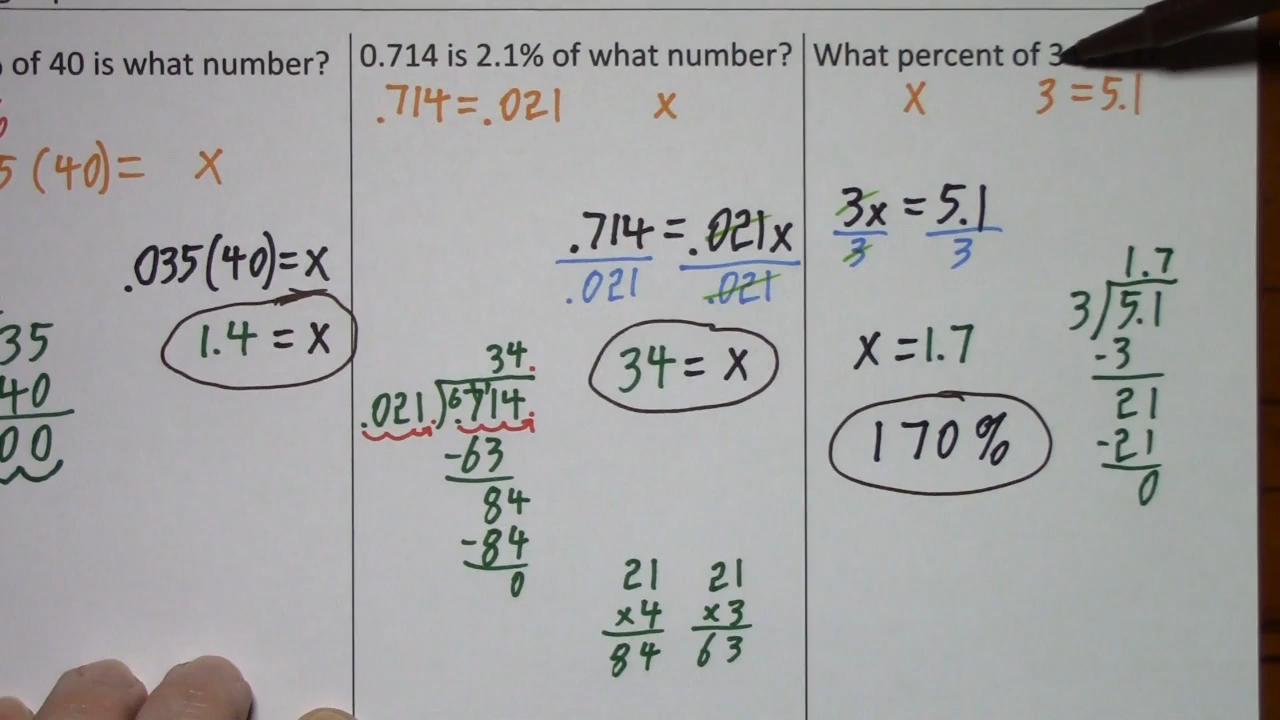 of 40 is what number?
5 (40) = x
.035(40)=x
1.4 = x
35
40
00
0.714 is 2.1% of what number?
.714 = .021 x
.714 = .021x
.021 .021
34 = x
34.
.021.) .714.
-63
84
-84
0
21 21
x4 x3
84 63
What percent of 3
x 3 = 5.1
3x = 5.1
3 3
x = 1.7
170%
1.7
3) 5.1
-3
21
-21
0